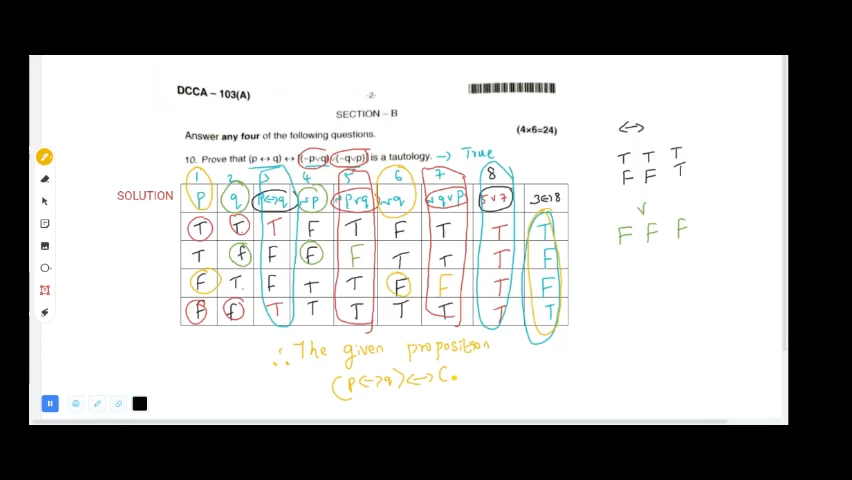 DCCA – 103(A)
-2-
SECTION – B
Answer any four of the following questions.
(4×6=24)
10. Prove that (p ↔ q) ↔ [(~p∨q) ∨ (~q∨p)] is a tautology. → True
SOLUTION
1 2 3 4 5 6 7 8
p q p↔q ~p ~p∨q ~q ~q∨p 5∨7 3↔8
T T T F T F T T T
T f F F F T T T F
F T F T T F F T F
F f T T T T T T T
∴ The given proposition
(p↔q)↔(
↔
T T T
F F T
∨
F F F